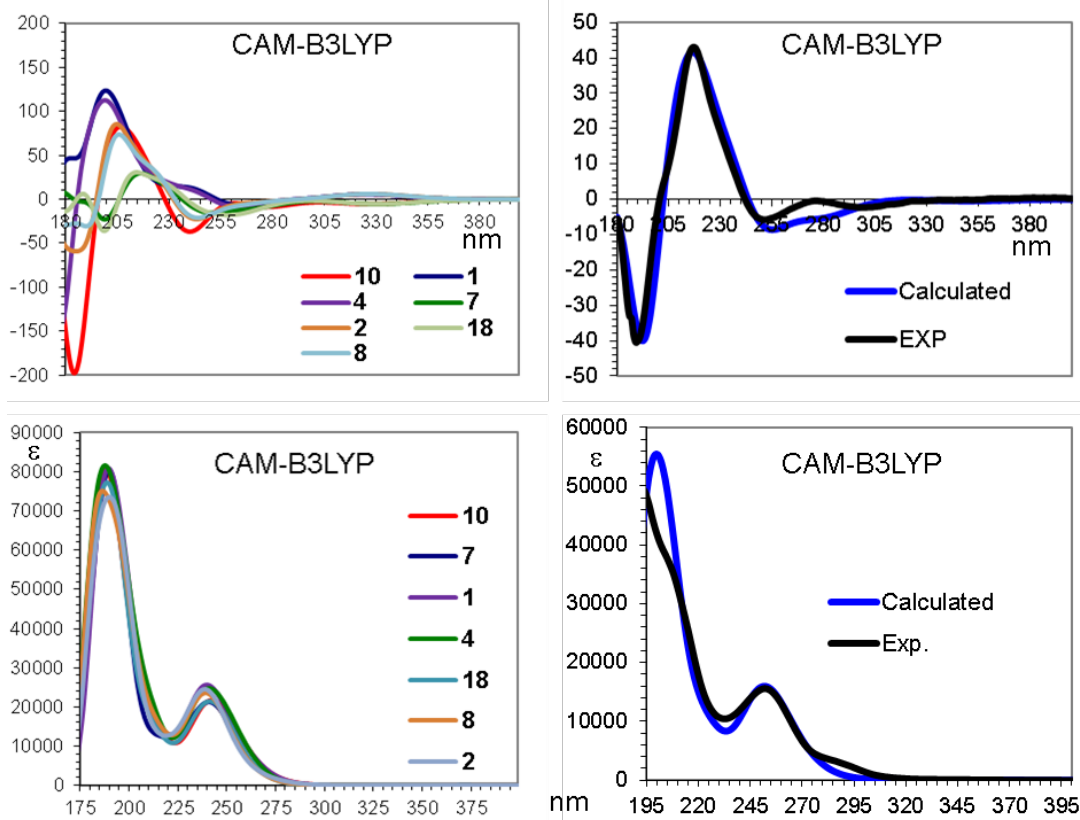 200
150
100
50
0
-50
-100
-150
-200
CAM-B3LYP
180 205 230 255 280 305 330 355 380
nm
10 1
4 7
2 18
8
50
40
30
20
10
0
-10
-20
-30
-40
-50
CAM-B3LYP
180 205 230 255 280 305 330 355 380
nm
Calculated
EXP
90000
80000
70000
60000
50000
40000
30000
20000
10000
0
ε
CAM-B3LYP
10
7
1
4
18
8
2
175 200 225 250 275 300 325 350 375
nm
60000
50000
40000
30000
20000
10000
0
ε
CAM-B3LYP
Calculated
Exp.
195 220 245 270 295 320 345 370 395